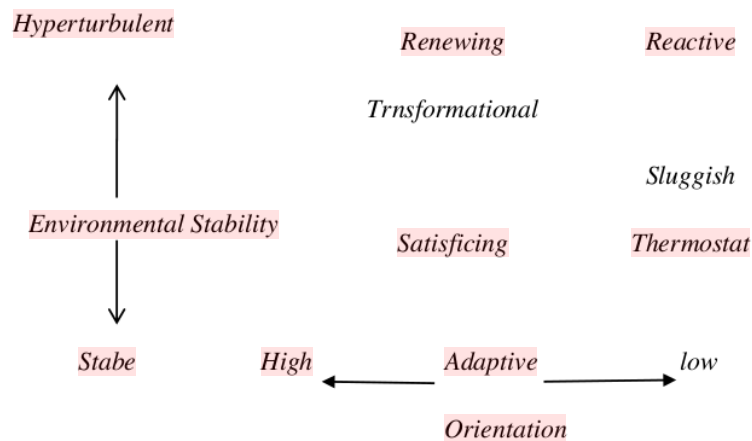 Hyperturbulent
Renewing Reactive
Trnsformational
Sluggish
Environmental Stability
Satisficing Thermostat
Stabe High Adaptive low
Orientation